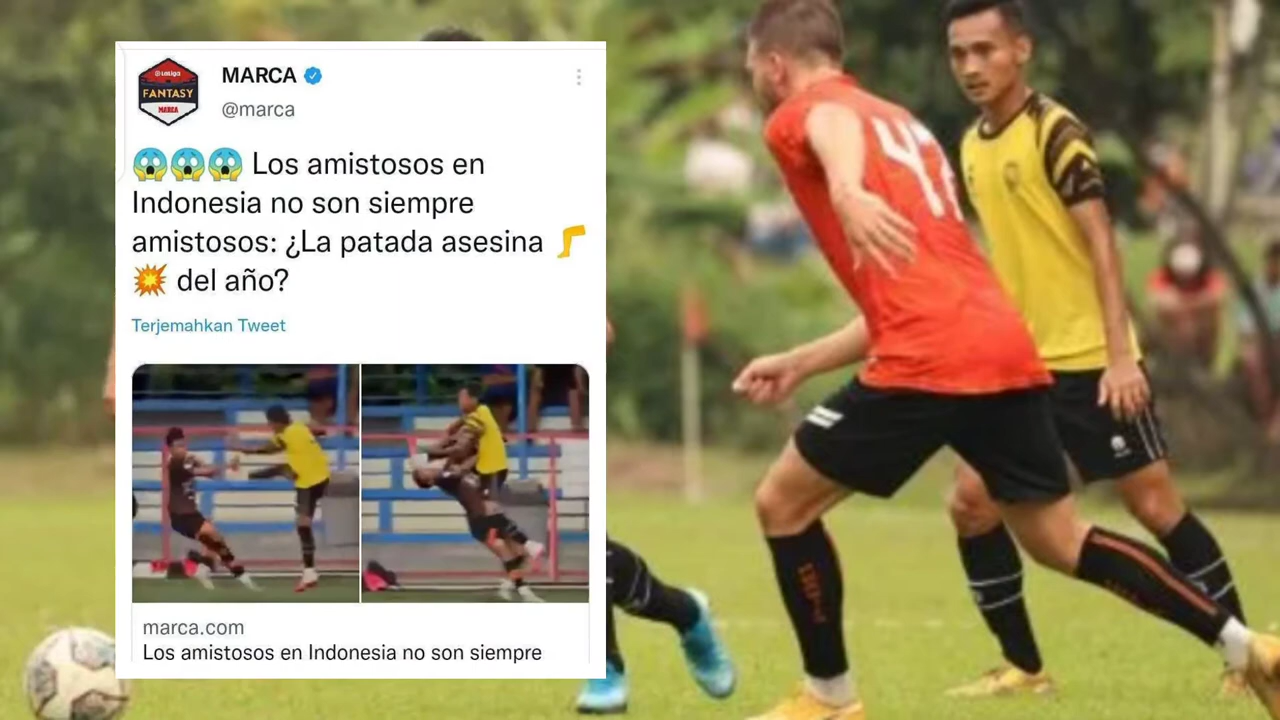 LaLiga
FANTASY
MARCA
MARCA
@marca
😱😱😱 Los amistosos en
Indonesia no son siempre
amistosos: ¿La patada asesina 🦵
💥 del año?
Terjemahkan Tweet
marca.com
Los amistosos en Indonesia no son siempre
47